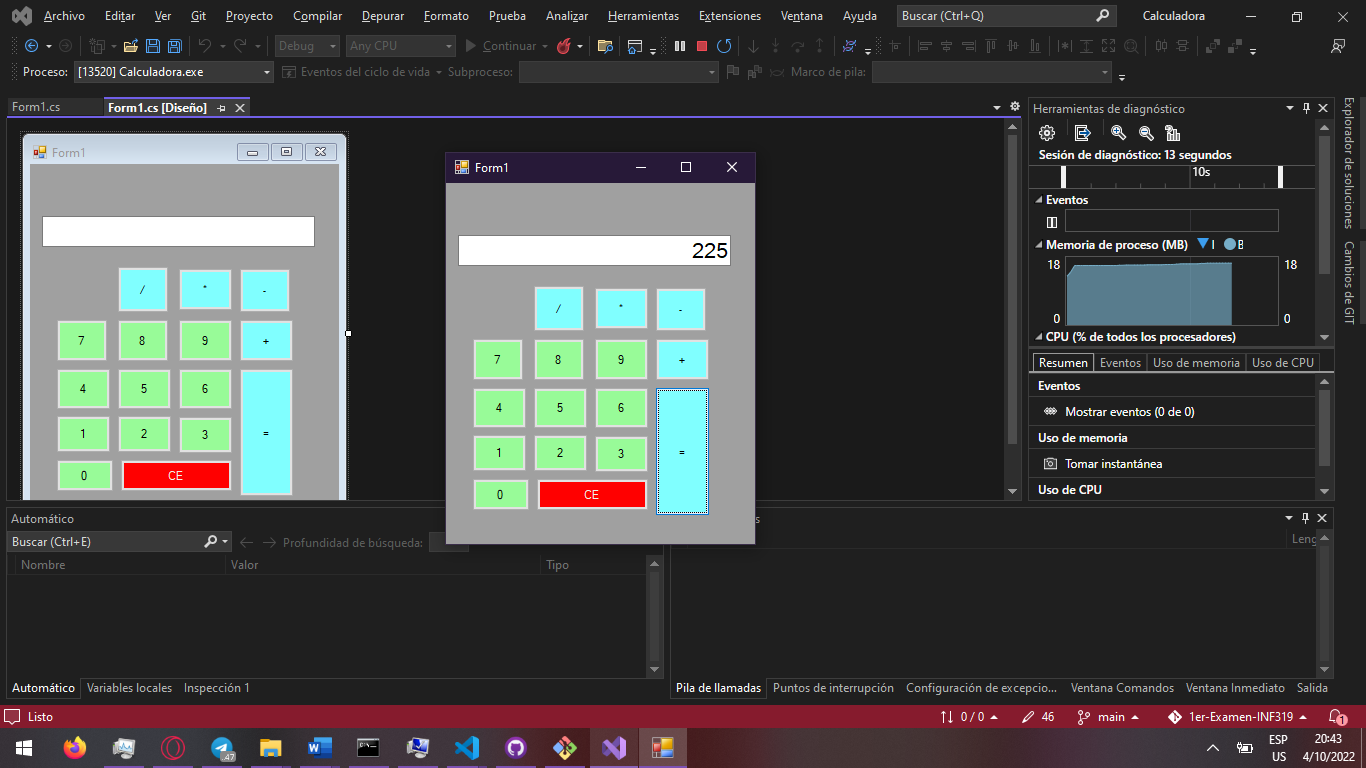 Archivo Editar Ver Git Proyecto Compilar Depurar Formato Prueba Analizar Herramientas Extensiones Ventana Ayuda Buscar (Ctrl+Q) Calculadora
Debug Any CPU Continuar
Proceso: [13520] Calculadora.exe Eventos del ciclo de vida Subproceso: Marco de pila:
Form1.cs Form1.cs [Diseño]
Form1
/ * -
7 8 9 +
4 5 6
1 2 3 =
0 CE
Form1
225
/ * -
7 8 9 +
4 5 6
1 2 3 =
0 CE
Herramientas de diagnóstico
Sesión de diagnóstico: 13 segundos
10s
Eventos
Memoria de proceso (MB) I B
18 18
0 0
CPU (% de todos los procesadores)
Resumen Eventos Uso de memoria Uso de CPU
Eventos
Mostrar eventos (0 de 0)
Uso de memoria
Tomar instantánea
Uso de CPU
Explorador de soluciones
Cambios de GIT
Automático
Buscar (Ctrl+E) Profundidad de búsqueda:
Nombre Valor Tipo
Leng
Automático Variables locales Inspección 1
Pila de llamadas Puntos de interrupción Configuración de excepcio... Ventana Comandos Ventana Inmediato Salida
Listo 0 / 0 46 main 1er-Examen-INF319 1
47
ESP
US
20:43
4/10/2022